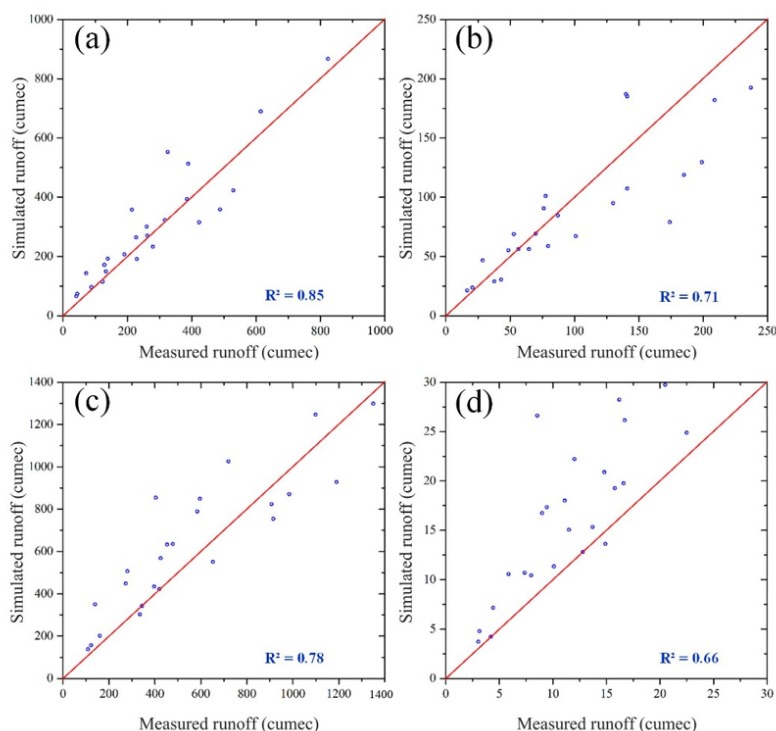 (a)
1000
800
600
400
200
0
Simulated runoff (cumec)
R² = 0.85
0 200 400 600 800 1000
Measured runoff (cumec)
(b)
250
200
150
100
50
0
Simulated runoff (cumec)
R² = 0.71
0 50 100 150 200 250
Measured runoff (cumec)
(c)
1400
1200
1000
800
600
400
200
0
Simulated runoff (cumec)
R² = 0.78
0 200 400 600 800 1000 1200 1400
Measured runoff (cumec)
(d)
30
25
20
15
10
5
0
Simulated runoff (cumec)
R² = 0.66
0 5 10 15 20 25 30
Measured runoff (cumec)